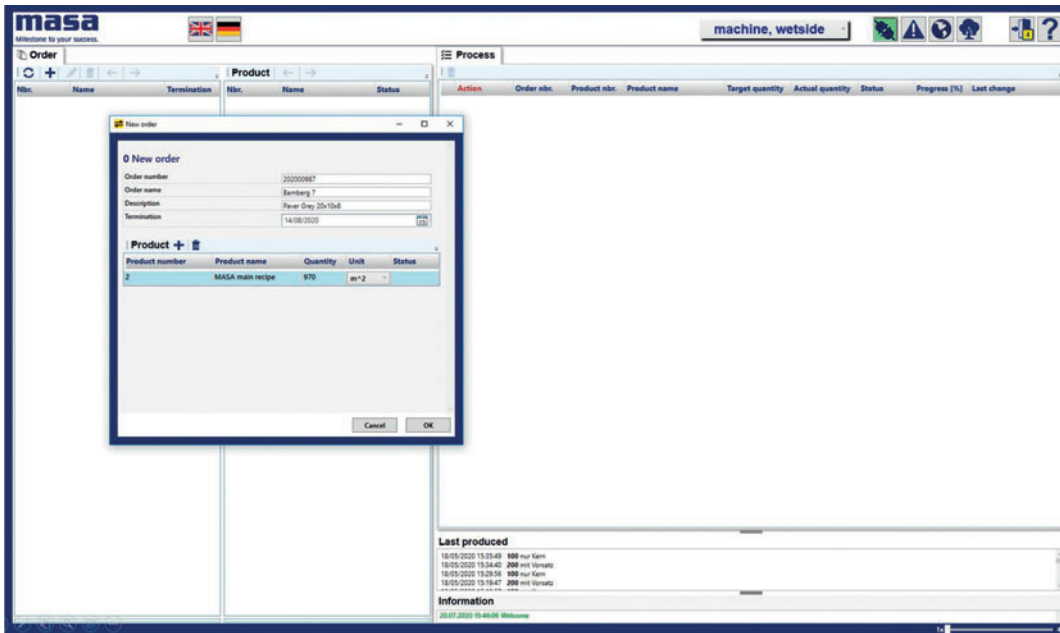 masa
Milestone to your success.
machine, wetside
?
Order
Process
Product
Nbr. Name Termination
Nbr. Name Status
Action Order nbr. Product nbr. Product name Target quantity Actual quantity Status Progress [%] Last change
New order
0 New order
Order number 202000987
Order name Bamberg 7
Description Paver Grey 20x10x8
Termination 14/08/2020
Product
Product number Product name Quantity Unit Status
2 MASA main recipe 970 m^2
Cancel OK
Last produced
18/05/2020 15:35:49 100 nur Kern
18/05/2020 15:34:40 200 mit Vorsatz
18/05/2020 15:29:56 100 nur Kern
18/05/2020 15:19:47 200 mit Vorsatz
Information
20.07.2020 15:46:06 Welcome
1x